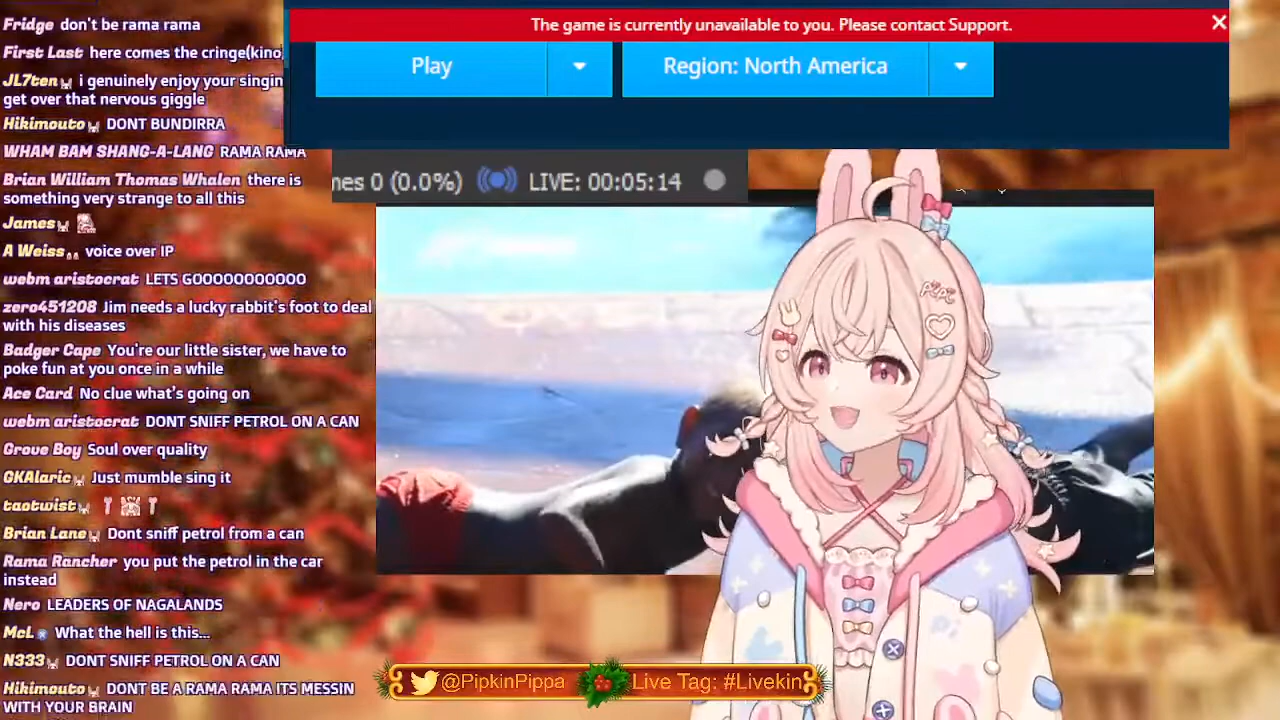 Fridge don't be rama rama
First Last here comes the cringe(kino)
JL7ten i genuinely enjoy your singin
get over that nervous giggle
Hikimouto DONT BUNDIRRA
WHAM BAM SHANG-A-LANG RAMA RAMA
Brian William Thomas Whalen there is
something very strange to all this
James
A Weiss voice over IP
webm aristocrat LETS GOOOOOOOOOOO
zero451208 Jim needs a lucky rabbit's foot to deal
with his diseases
Badger Cape You're our little sister, we have to
poke fun at you once in a while
Ace Card No clue what's going on
webm aristocrat DONT SNIFF PETROL ON A CAN
Grove Boy Soul over quality
GKAlaric Just mumble sing it
taotwist
Brian Lane Dont sniff petrol from a can
Rama Rancher you put the petrol in the car
instead
Nero LEADERS OF NAGALANDS
McL What the hell is this...
N333 DONT SNIFF PETROL ON A CAN
Hikimouto DONT BE A RAMA RAMA ITS MESSIN
WITH YOUR BRAIN
The game is currently unavailable to you. Please contact Support.
Play
Region: North America
mes 0 (0.0%) LIVE: 00:05:14
PiPi
@PipkinPippa Live Tag: #Livekin